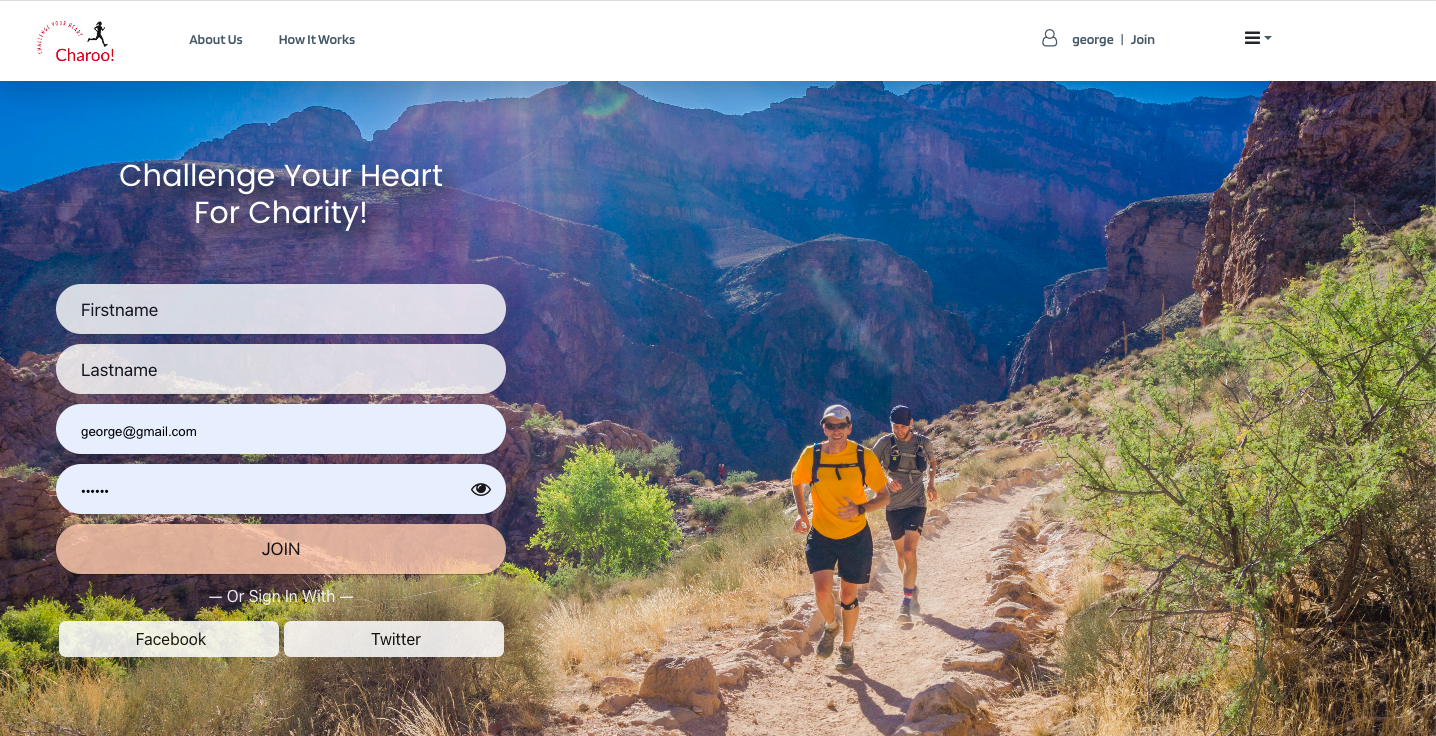 CHALLENGE YOUR HEART
Charoo!
About Us
How It Works
george | Join
Challenge Your Heart
For Charity!
Firstname
Lastname
george@gmail.com
••••••
JOIN
— Or Sign In With —
Facebook
Twitter